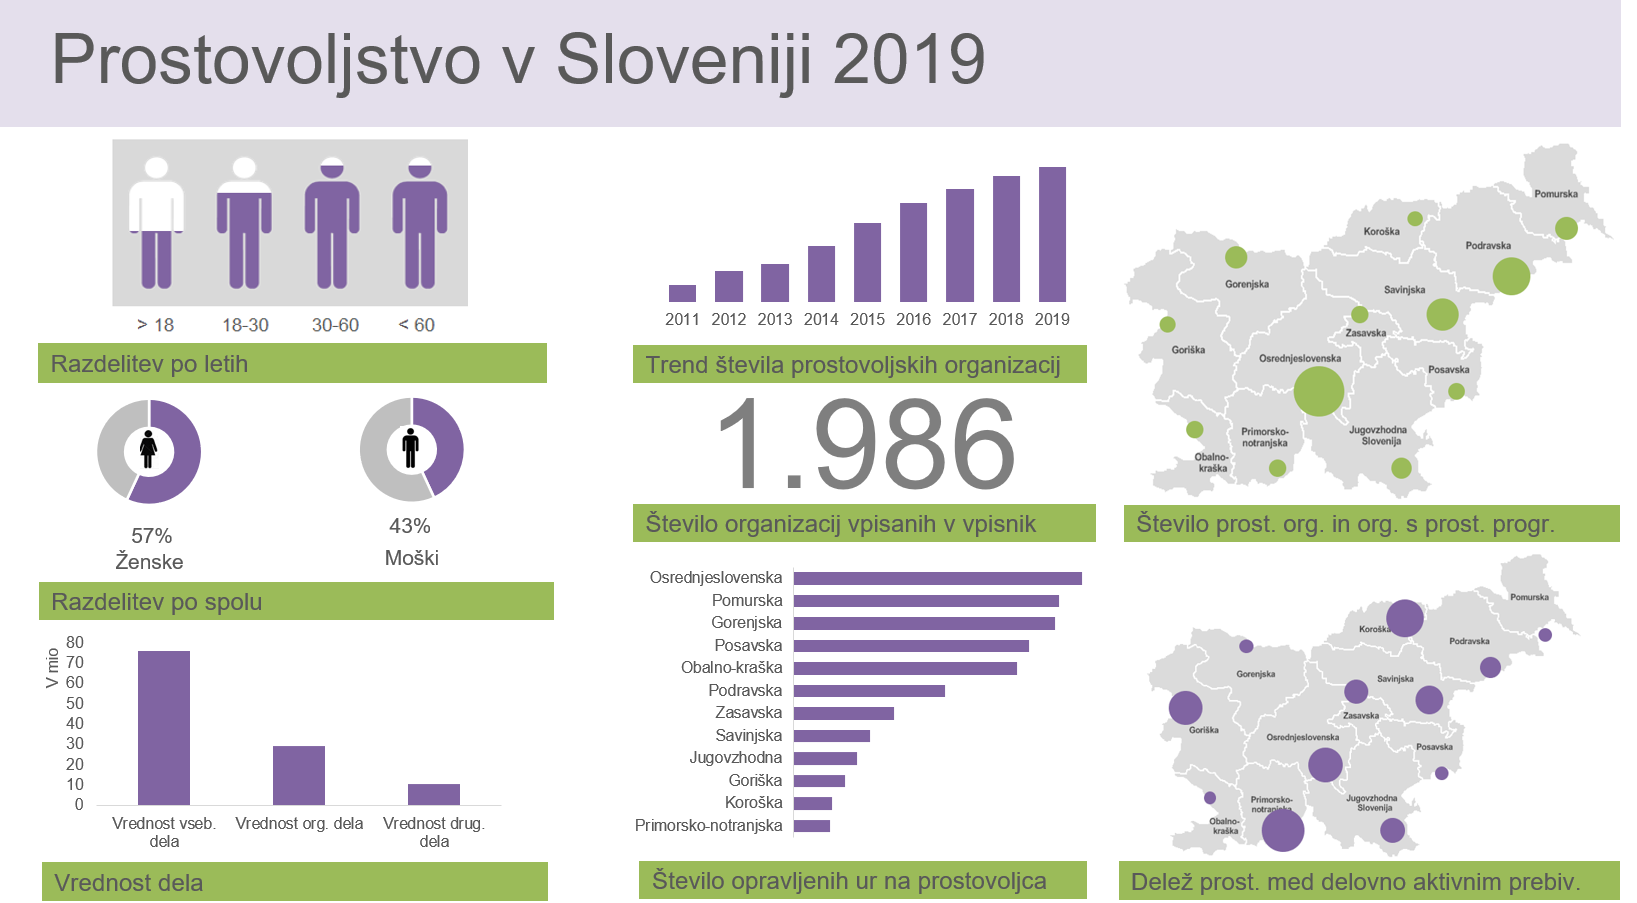 Prostovoljstvo v Sloveniji 2019
> 18
18-30
30-60
< 60
Razdelitev po letih
57%
Ženske
43%
Moški
Razdelitev po spolu
V mio
80
70
60
50
40
30
20
10
0
Vrednost vseb.
dela
Vrednost org. dela
Vrednost drug.
dela
Vrednost dela
2011
2012
2013
2014
2015
2016
2017
2018
2019
Trend števila prostovoljskih organizacij
1.986
Število organizacij vpisanih v vpisnik
Osrednjeslovenska
Pomurska
Gorenjska
Posavska
Obalno-kraška
Podravska
Zasavska
Savinjska
Jugovzhodna
Goriška
Koroška
Primorsko-notranjska
Število opravljenih ur na prostovoljca
Pomurska
Koroška
Podravska
Gorenjska
Savinjska
Zasavska
Goriška
Osrednjeslovenska
Posavska
Primorsko-
notranjska
Jugovzhodna
Slovenija
Obalno-
kraška
Število prost. org. in org. s prost. progr.
Pomurska
Koroška
Podravska
Gorenjska
Savinjska
Zasavska
Goriška
Osrednjeslovenska
Posavska
Primorsko-
notranjska
Jugovzhodna
Slovenija
Obalno-
kraška
Delež prost. med delovno aktivnim prebiv.